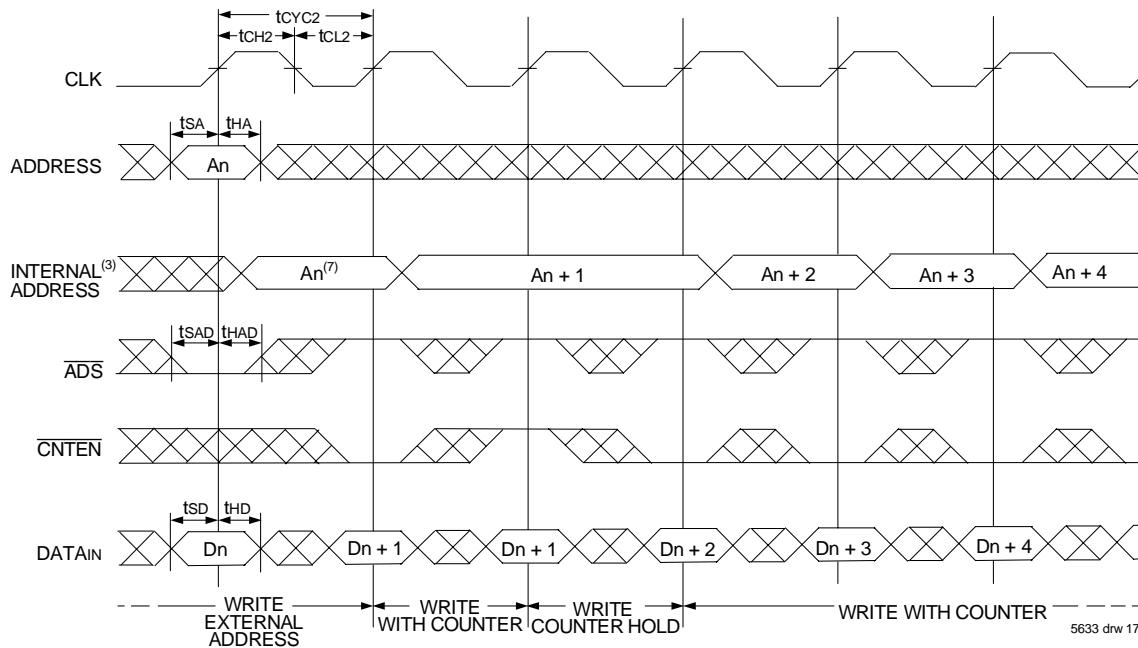 tCYC2
tCH2 tCL2
CLK
tSA tHA
ADDRESS An
INTERNAL(3) An(7) An + 1 An + 2 An + 3 An + 4
ADDRESS
tSAD tHAD
ADS
CNTEN
tSD tHD
DATAIN Dn Dn + 1 Dn + 1 Dn + 2 Dn + 3 Dn + 4
WRITE WRITE WRITE WRITE WITH COUNTER
EXTERNAL WITH COUNTER COUNTER HOLD
ADDRESS
5633 drw 17